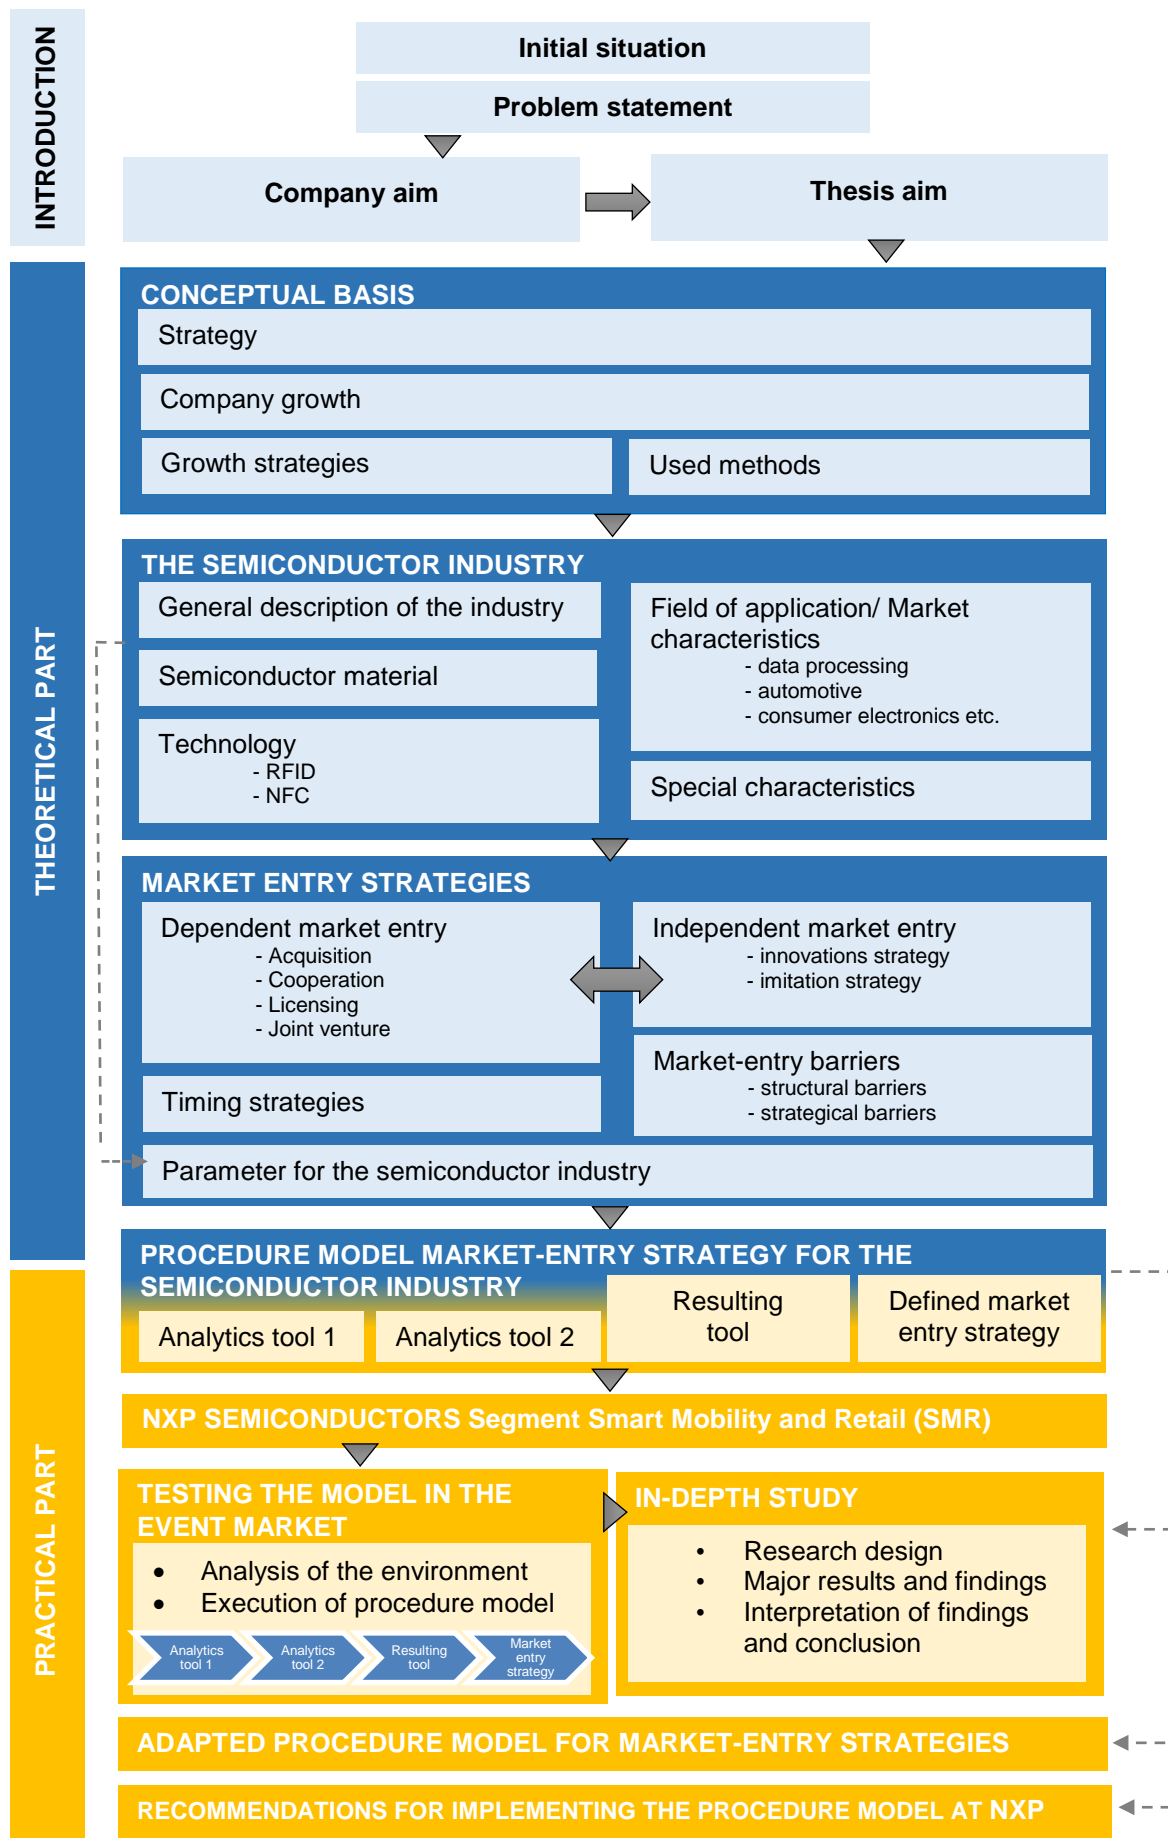 INTRODUCTION
Initial situation
Problem statement
Company aim
Thesis aim
THEORETICAL PART
CONCEPTUAL BASIS
Strategy
Company growth
Growth strategies
Used methods
THE SEMICONDUCTOR INDUSTRY
General description of the industry
Semiconductor material
Technology
- RFID
- NFC
Field of application/ Market
characteristics
- data processing
- automotive
- consumer electronics etc.
Special characteristics
MARKET ENTRY STRATEGIES
Dependent market entry
- Acquisition
- Cooperation
- Licensing
- Joint venture
Timing strategies
Independent market entry
- innovations strategy
- imitation strategy
Market-entry barriers
- structural barriers
- strategical barriers
Parameter for the semiconductor industry
PROCEDURE MODEL MARKET-ENTRY STRATEGY FOR THE
SEMICONDUCTOR INDUSTRY
Analytics tool 1
Analytics tool 2
Resulting
tool
Defined market
entry strategy
PRACTICAL PART
NXP SEMICONDUCTORS Segment Smart Mobility and Retail (SMR)
TESTING THE MODEL IN THE
EVENT MARKET
• Analysis of the environment
• Execution of procedure model
Analytics
tool 1
Analytics
tool 2
Resulting
tool
Market
entry
strategy
IN-DEPTH STUDY
• Research design
• Major results and findings
• Interpretation of findings
and conclusion
ADAPTED PROCEDURE MODEL FOR MARKET-ENTRY STRATEGIES
RECOMMENDATIONS FOR IMPLEMENTING THE PROCEDURE MODEL AT NXP